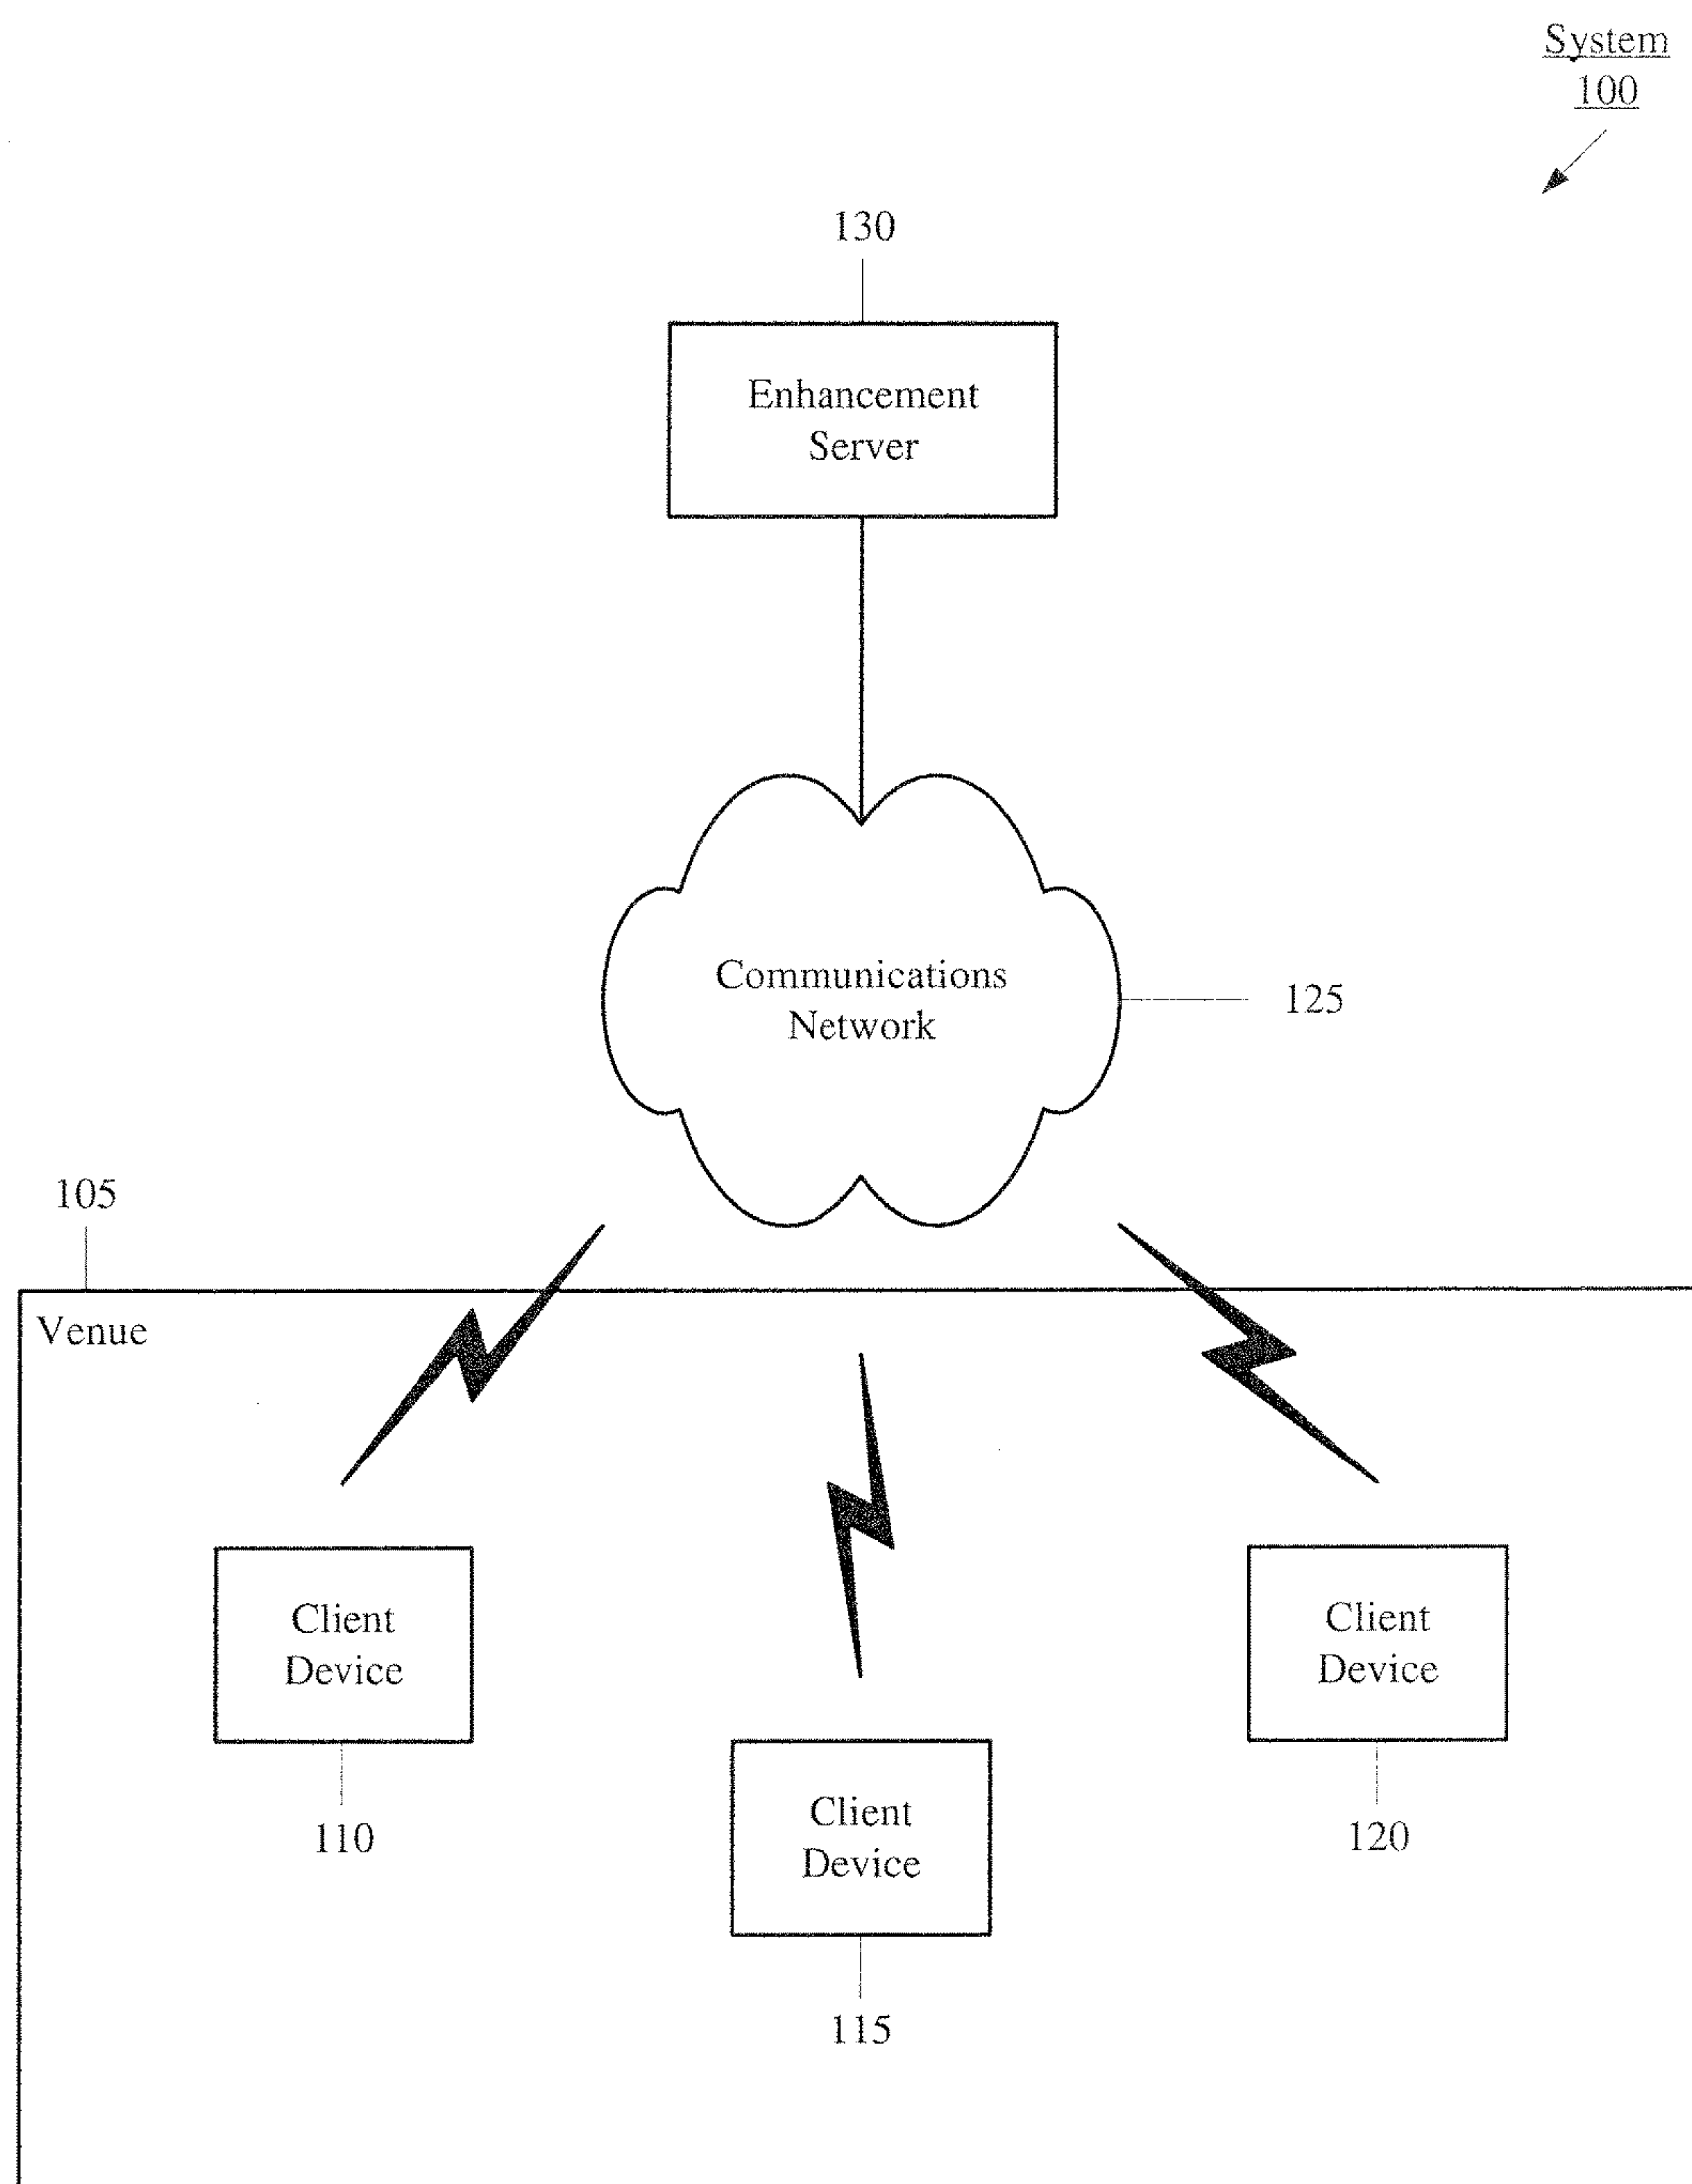 System
100
130
Enhancement
Server
Communications
Network
125
105
Venue
Client
Device
110
Client
Device
115
Client
Device
120